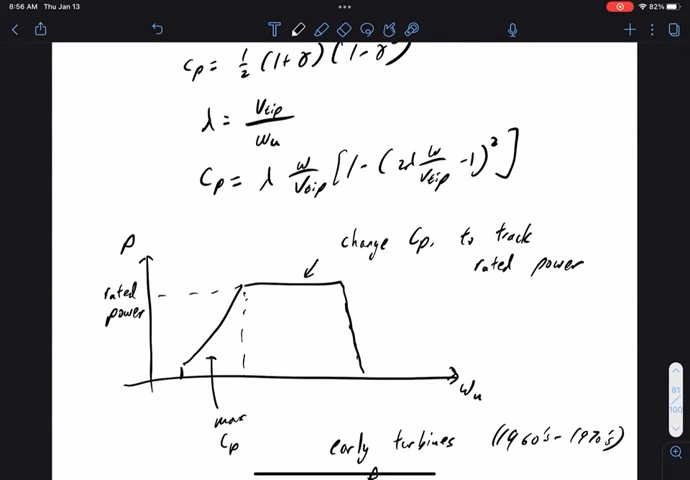 8:56 AM Thu Jan 13
82%
Cp = 1/2 (1+γ)(1-γ²)
λ = Vtip / Wu
Cp = λ W/Vtip [1 - (2λ W/Vtip - 1)²]
P
change Cp. to track
rated power
rated
power
Wu
max
Cp
early turbines (1960's - 1970's)
81
/
100